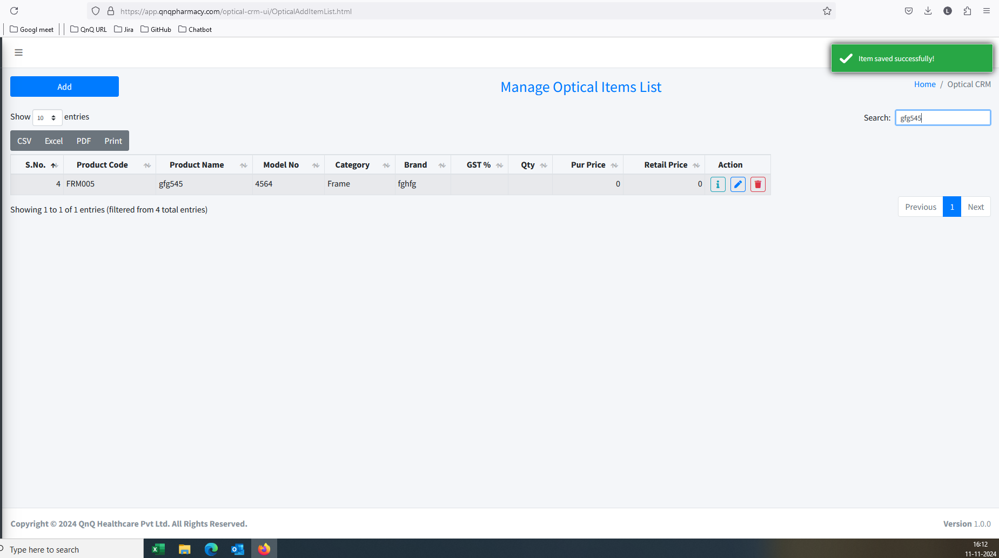 https://app.qnqpharmacy.com/optical-crm-ui/OpticalAddItemList.html
L
Googl meet
QnQ URL
Jira
GitHub
Chatbot
Item saved successfully!
Add
Manage Optical Items List
Home / Optical CRM
Show 10 entries
Search: gfg545
CSV Excel PDF Print
S.No. Product Code Product Name Model No Category Brand GST % Qty Pur Price Retail Price Action
4 FRM005 gfg545 4564 Frame fghfg 0 0
Showing 1 to 1 of 1 entries (filtered from 4 total entries)
Previous 1 Next
Copyright © 2024 QnQ Healthcare Pvt Ltd. All Rights Reserved.
Version 1.0.0
Type here to search
16:12
11-11-2024